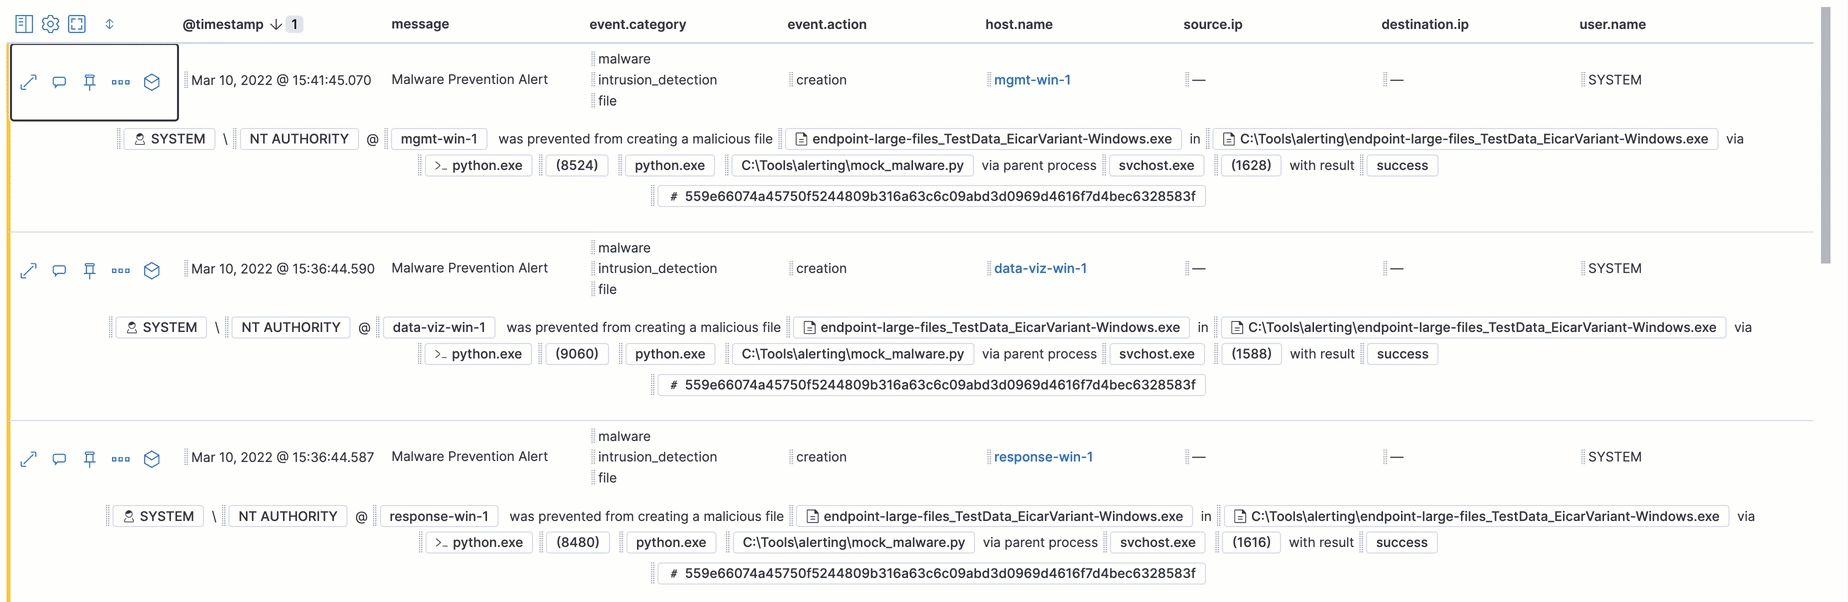 @timestamp ↓ 1 message event.category event.action host.name source.ip destination.ip user.name
malware
Mar 10, 2022 @ 15:41:45.070 Malware Prevention Alert intrusion_detection creation mgmt-win-1 — — SYSTEM
file
SYSTEM \ NT AUTHORITY @ mgmt-win-1 was prevented from creating a malicious file endpoint-large-files_TestData_EicarVariant-Windows.exe in C:\Tools\alerting\endpoint-large-files_TestData_EicarVariant-Windows.exe via
>_ python.exe (8524) python.exe C:\Tools\alerting\mock_malware.py via parent process svchost.exe (1628) with result success
# 559e66074a45750f5244809b316a63c6c09abd3d0969d4616f7d4bec6328583f
malware
Mar 10, 2022 @ 15:36:44.590 Malware Prevention Alert intrusion_detection creation data-viz-win-1 — — SYSTEM
file
SYSTEM \ NT AUTHORITY @ data-viz-win-1 was prevented from creating a malicious file endpoint-large-files_TestData_EicarVariant-Windows.exe in C:\Tools\alerting\endpoint-large-files_TestData_EicarVariant-Windows.exe via
>_ python.exe (9060) python.exe C:\Tools\alerting\mock_malware.py via parent process svchost.exe (1588) with result success
# 559e66074a45750f5244809b316a63c6c09abd3d0969d4616f7d4bec6328583f
malware
Mar 10, 2022 @ 15:36:44.587 Malware Prevention Alert intrusion_detection creation response-win-1 — — SYSTEM
file
SYSTEM \ NT AUTHORITY @ response-win-1 was prevented from creating a malicious file endpoint-large-files_TestData_EicarVariant-Windows.exe in C:\Tools\alerting\endpoint-large-files_TestData_EicarVariant-Windows.exe via
>_ python.exe (8480) python.exe C:\Tools\alerting\mock_malware.py via parent process svchost.exe (1616) with result success
# 559e66074a45750f5244809b316a63c6c09abd3d0969d4616f7d4bec6328583f